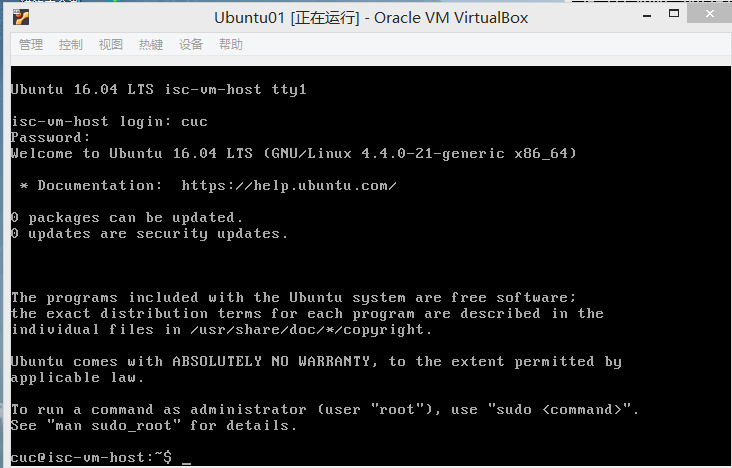 Ubuntu01 [正在运行] - Oracle VM VirtualBox
管理 控制 视图 热键 设备 帮助
Ubuntu 16.04 LTS isc-vm-host tty1
isc-vm-host login: cuc
Password:
Welcome to Ubuntu 16.04 LTS (GNU/Linux 4.4.0-21-generic x86_64)
* Documentation:  https://help.ubuntu.com/
0 packages can be updated.
0 updates are security updates.
The programs included with the Ubuntu system are free software;
the exact distribution terms for each program are described in the
individual files in /usr/share/doc/*/copyright.
Ubuntu comes with ABSOLUTELY NO WARRANTY, to the extent permitted by
applicable law.
To run a command as administrator (user "root"), use "sudo <command>".
See "man sudo_root" for details.
cuc@isc-vm-host:~$ _